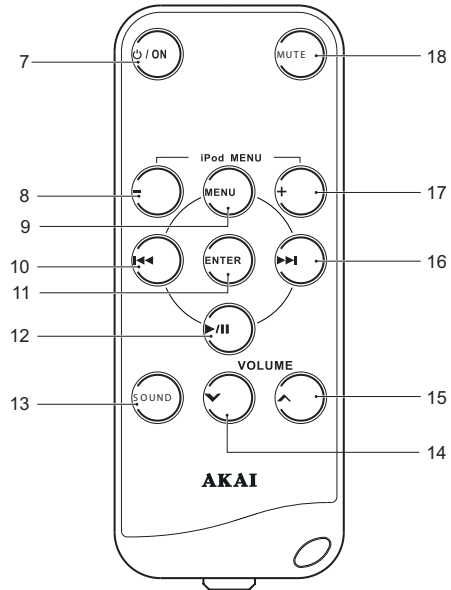 7 ⏻ / ON MUTE 18
iPod MENU
8 − MENU + 17
9
10 I◀◀ ENTER ▶▶I 16
11
12 ▶/II
VOLUME
13 SOUND 15
14
AKAI